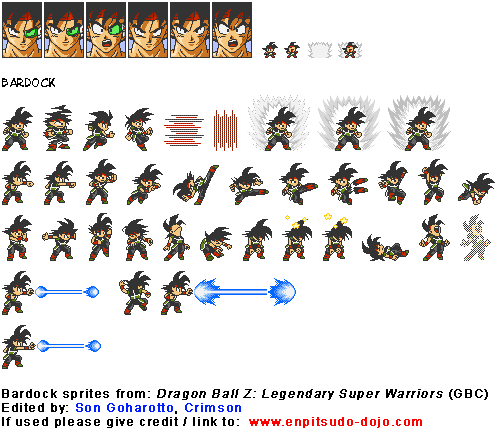 BARDOCK
Bardock sprites from: Dragon Ball Z: Legendary Super Warriors (GBC)
Edited by: Son Goharotto, Crimson
If used please give credit / link to: www.enpitsudo-dojo.com